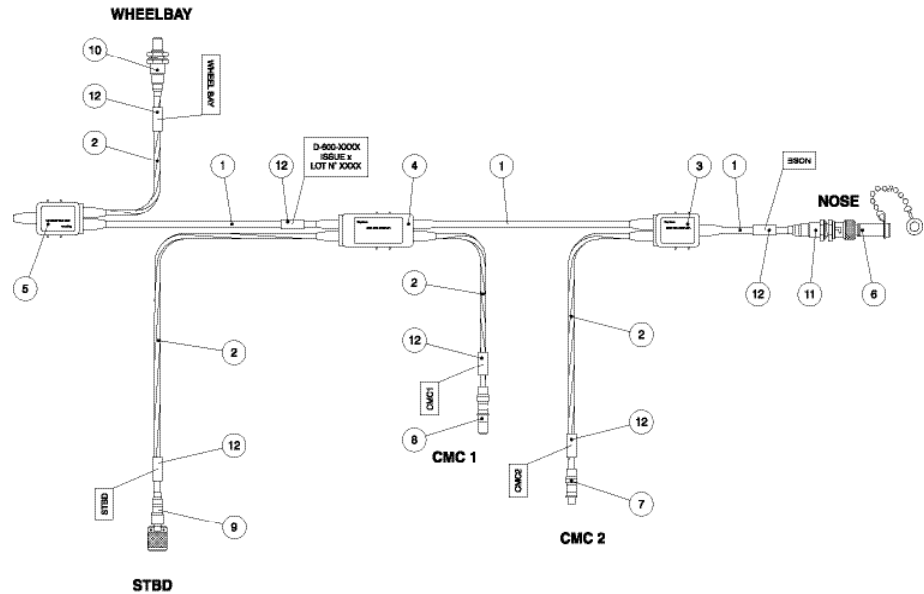 WHEELBAY
10
12
WHEEL BAY
2
D-600-XXXX
ISSUE x
LOT N° XXXX
1
12
4
1
3
1
NOSE
NOSE
5
2
2
12
11
6
2
12
CMC1
8
CMC 1
12
CMC2
7
CMC 2
12
STBD
9
STBD